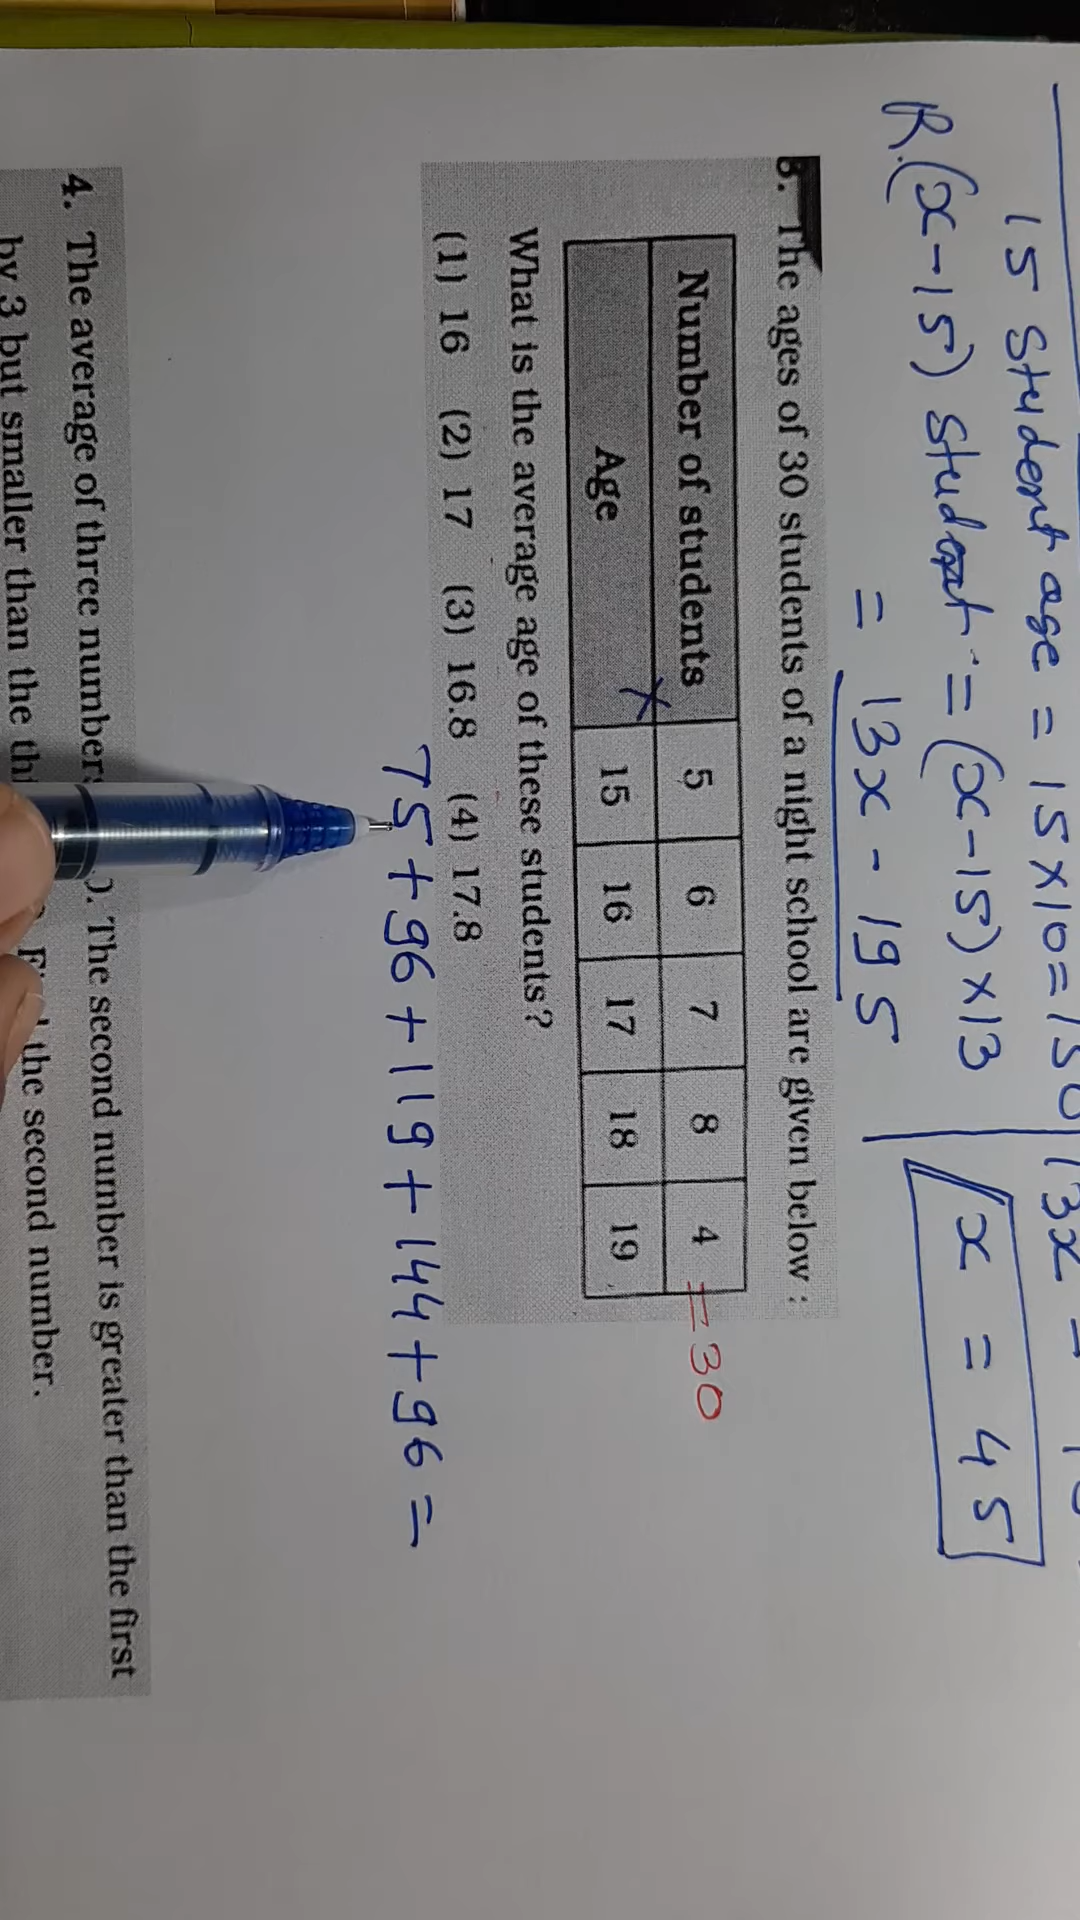 15 student age = 15 x 10 = 150
13x =
R.(x-15) student = (x-15) x 13
= 13x - 195
x = 45
3. The ages of 30 students of a night school are given below :
Number of students 5 6 7 8 4 = 30
Age 15 16 17 18 19
X
What is the average age of these students?
(1) 16 (2) 17 (3) 16.8 (4) 17.8
75 + 96 + 119 + 144 + 96 =
4. The average of three numbers 0. The second number is greater than the first
by 3 but smaller than the the second number.